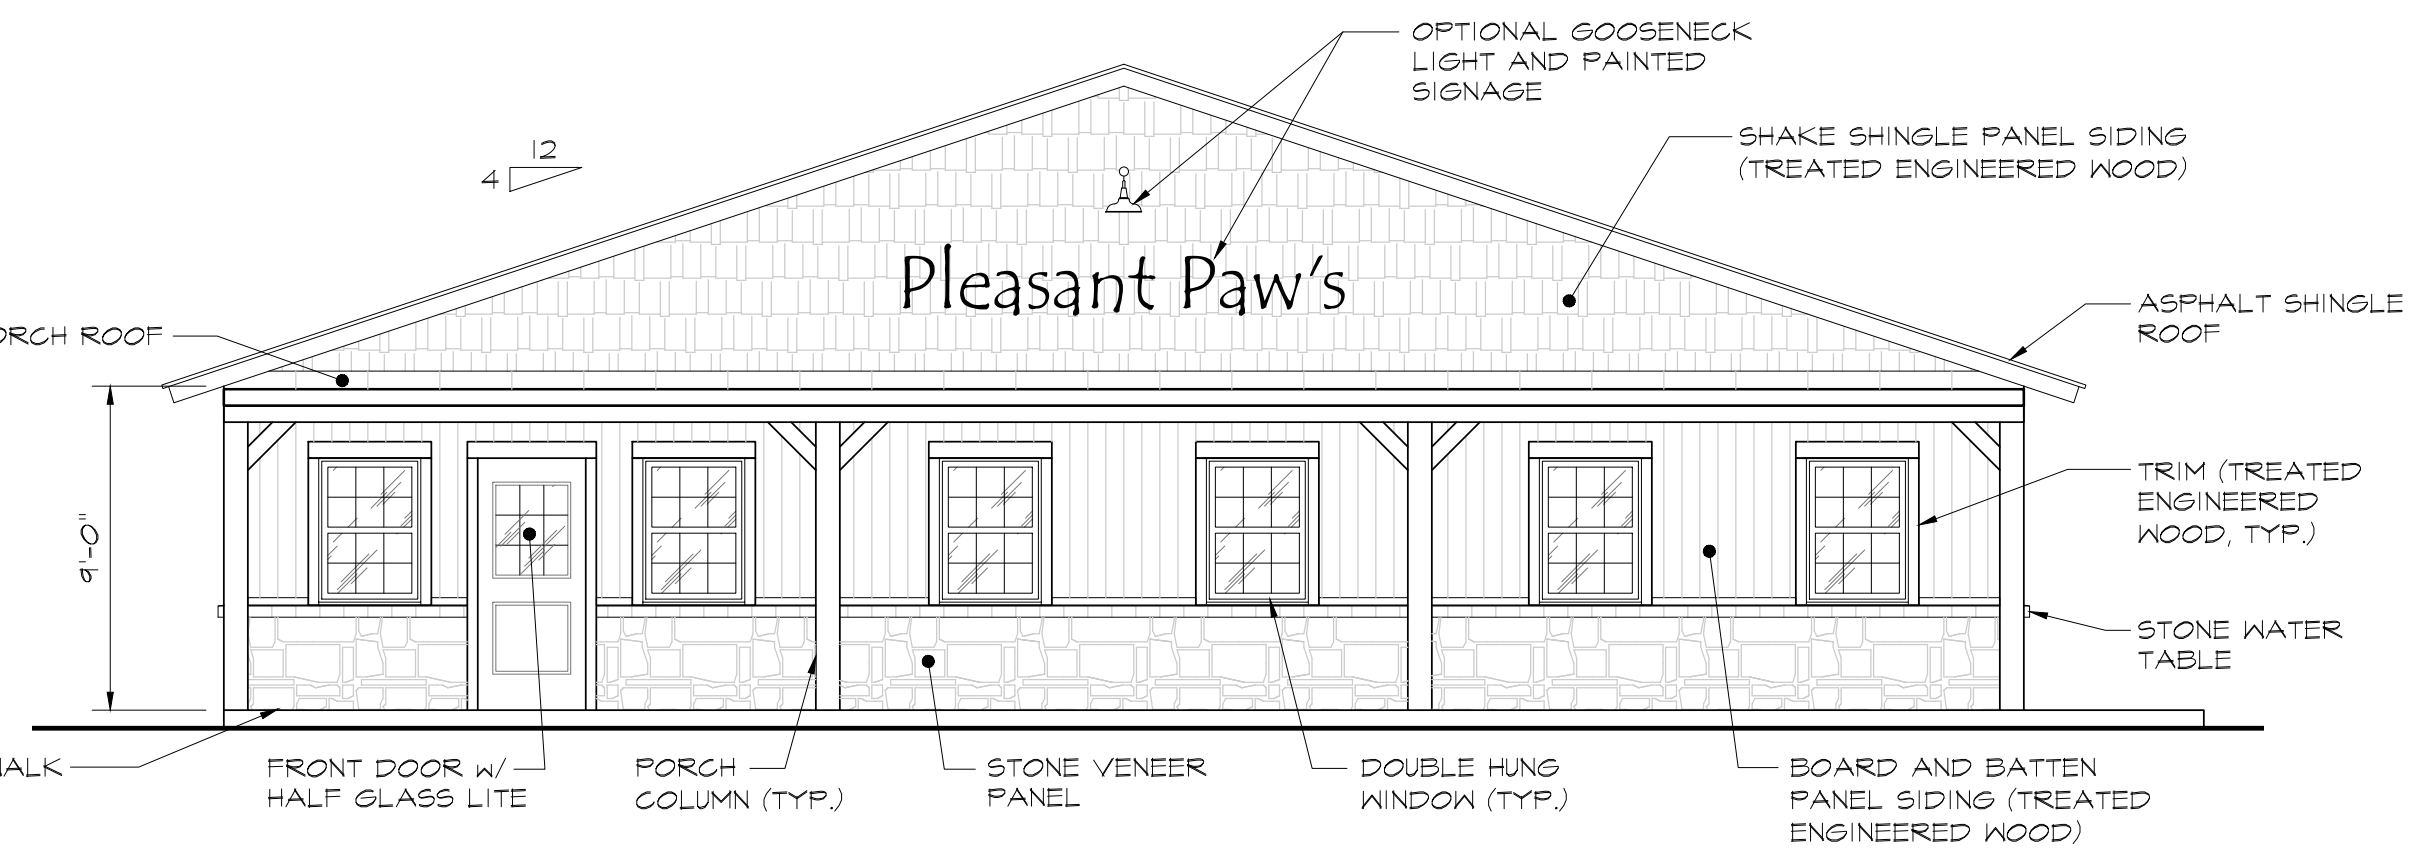 OPTIONAL GOOSENECK
LIGHT AND PAINTED
SIGNAGE
12
4
SHAKE SHINGLE PANEL SIDING
(TREATED ENGINEERED WOOD)
Pleasant Paw's
ROOF
ASPHALT SHINGLE
ROOF
9'-0"
TRIM (TREATED
ENGINEERED
WOOD, TYP.)
STONE WATER
TABLE
FRONT DOOR W/
HALF GLASS LITE
PORCH
COLUMN (TYP.)
STONE VENEER
PANEL
DOUBLE HUNG
WINDOW (TYP.)
BOARD AND BATTEN
PANEL SIDING (TREATED
ENGINEERED WOOD)